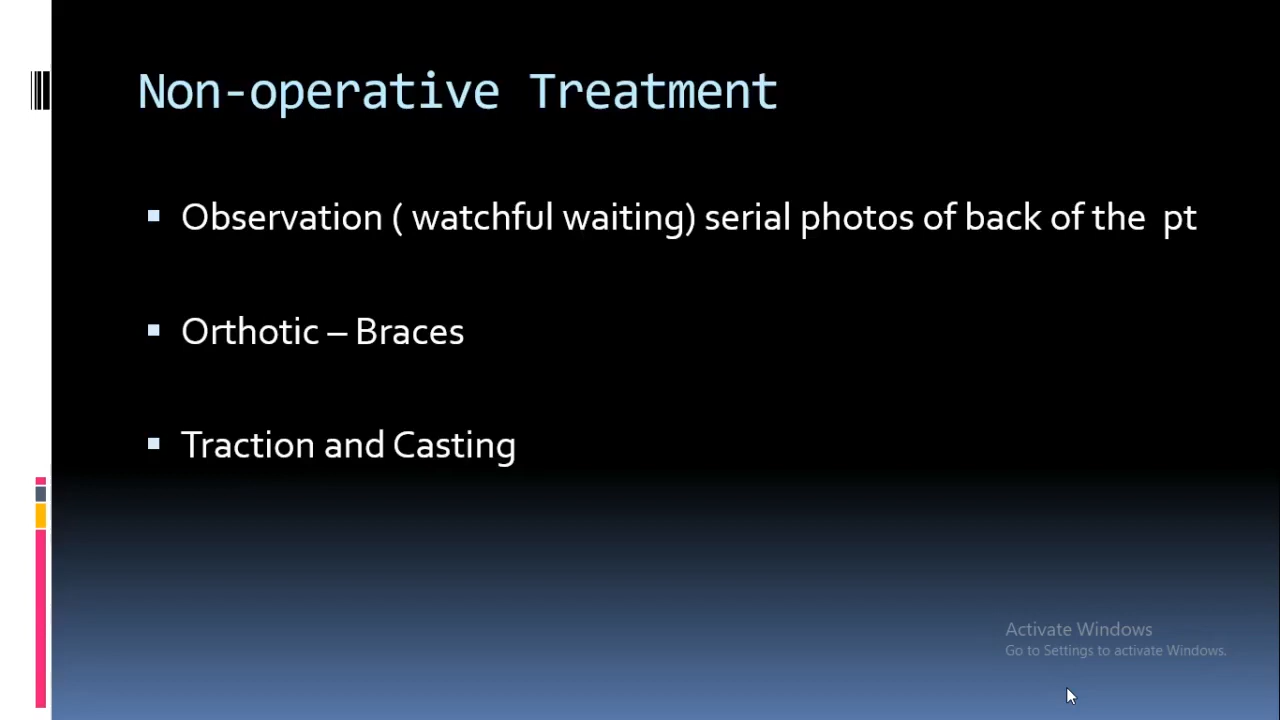 Non-operative Treatment
Observation ( watchful waiting) serial photos of back of the pt
Orthotic – Braces
Traction and Casting
Activate Windows
Go to Settings to activate Windows.